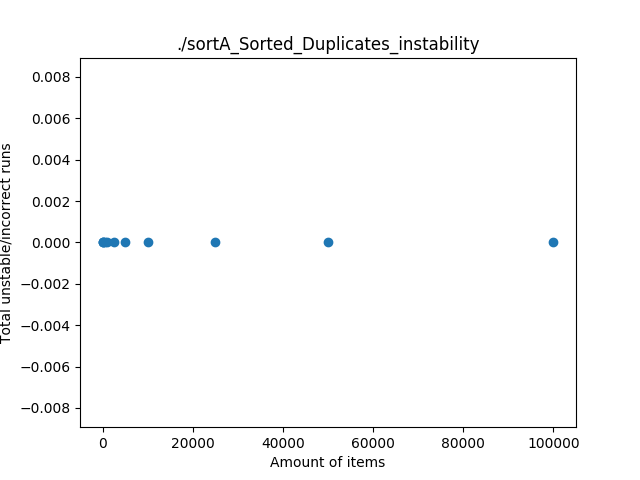 ./sortA_Sorted_Duplicates_instability
Total unstable/incorrect runs
0.008
0.006
0.004
0.002
0.000
−0.002
−0.004
−0.006
−0.008
0 20000 40000 60000 80000 100000
Amount of items